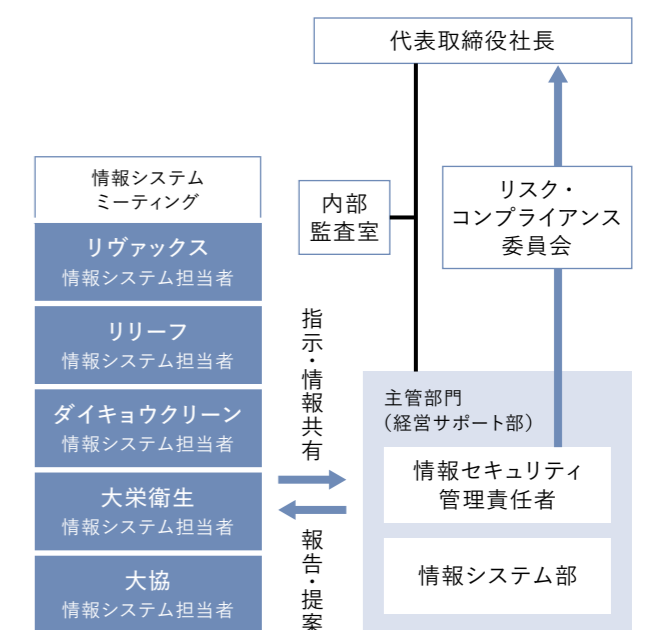 代表取締役社長
情報システム
ミーティング
内部
監査室
リスク・
コンプライアンス
委員会
リヴァックス
情報システム担当者
リリーフ
情報システム担当者
ダイキョウクリーン
情報システム担当者
大栄衛生
情報システム担当者
大協
情報システム担当者
指示・情報共有
報告・提案
主管部門
（経営サポート部）
情報セキュリティ
管理責任者
情報システム部